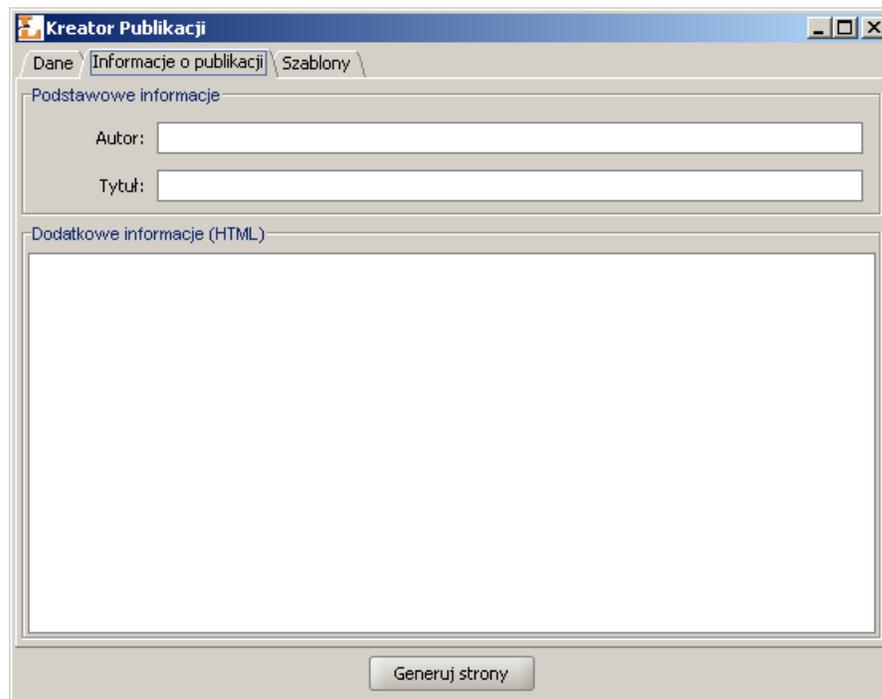 Kreator Publikacji
Dane Informacje o publikacji Szablony
Podstawowe informacje
Autor:
Tytuł:
Dodatkowe informacje (HTML)
Generuj strony